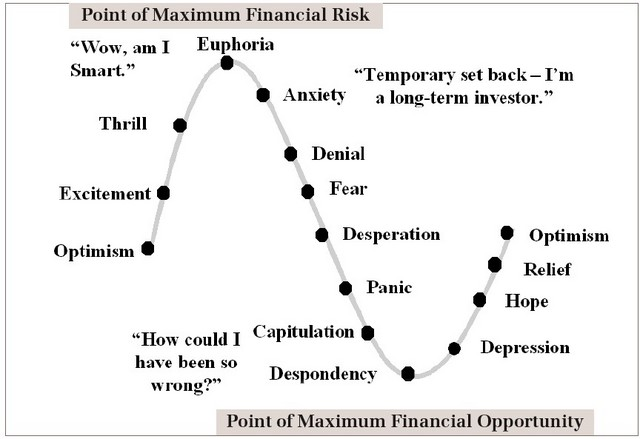 Point of Maximum Financial Risk
“Wow, am I
Smart.”
Euphoria
“Temporary set back – I’m
a long-term investor.”
Anxiety
Thrill
Denial
Fear
Excitement
Desperation
Optimism
Optimism
Relief
Panic
Hope
Capitulation
“How could I
have been so
wrong?”
Depression
Despondency
Point of Maximum Financial Opportunity